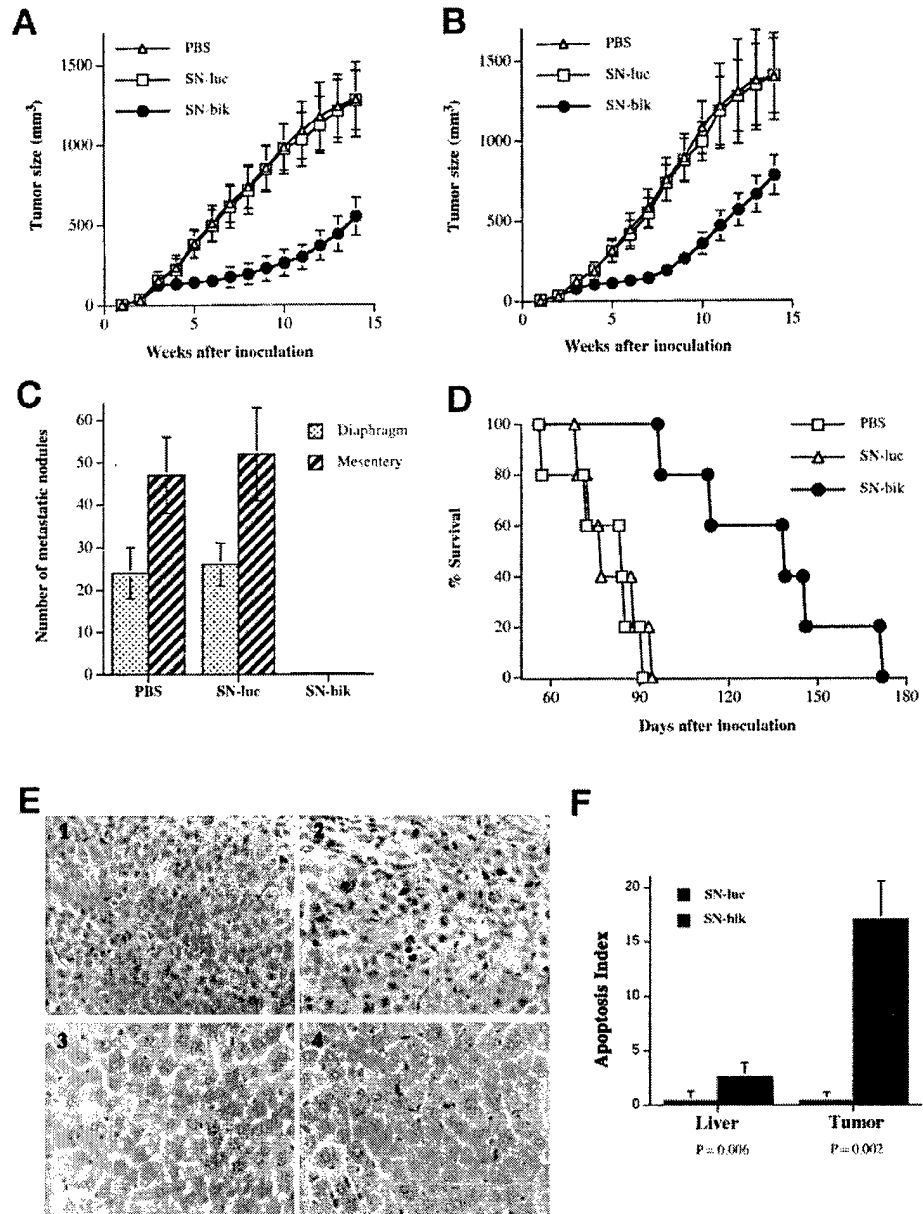 A
PBS
SN-luc
SN-bik
Tumor size (mm³)
1500
1000
500
0
0
5
10
15
Weeks after inoculation
B
PBS
SN-luc
SN-bik
Tumor size (mm³)
1500
1000
500
0
0
5
10
15
Weeks after inoculation
C
Number of metastatic nodules
60
50
40
30
20
10
0
Diaphragm
Mesentery
PBS
SN-luc
SN-bik
D
PBS
SN-luc
SN-bik
% Survival
100
80
60
40
20
0
60
90
120
150
180
Days after inoculation
E
1
2
3
4
F
SN-luc
SN-bik
Apoptosis Index
20
15
10
5
0
Liver
Tumor
P = 0.006
P = 0.002